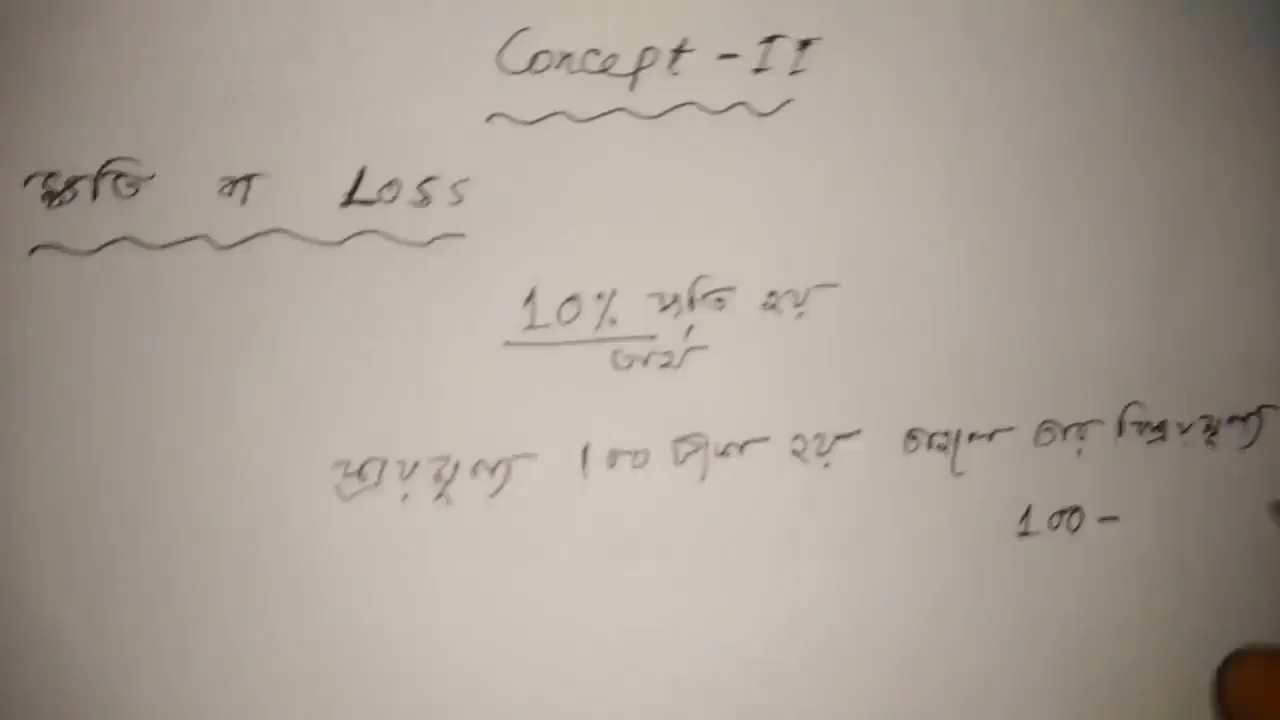 Concept - II
ক্ষতি বা Loss
10% ক্ষতি হয়
অর্থ
ক্রয়মূল্য 100 টাকা হয় তাহলে তার বিক্রয়মূল্য
100 -